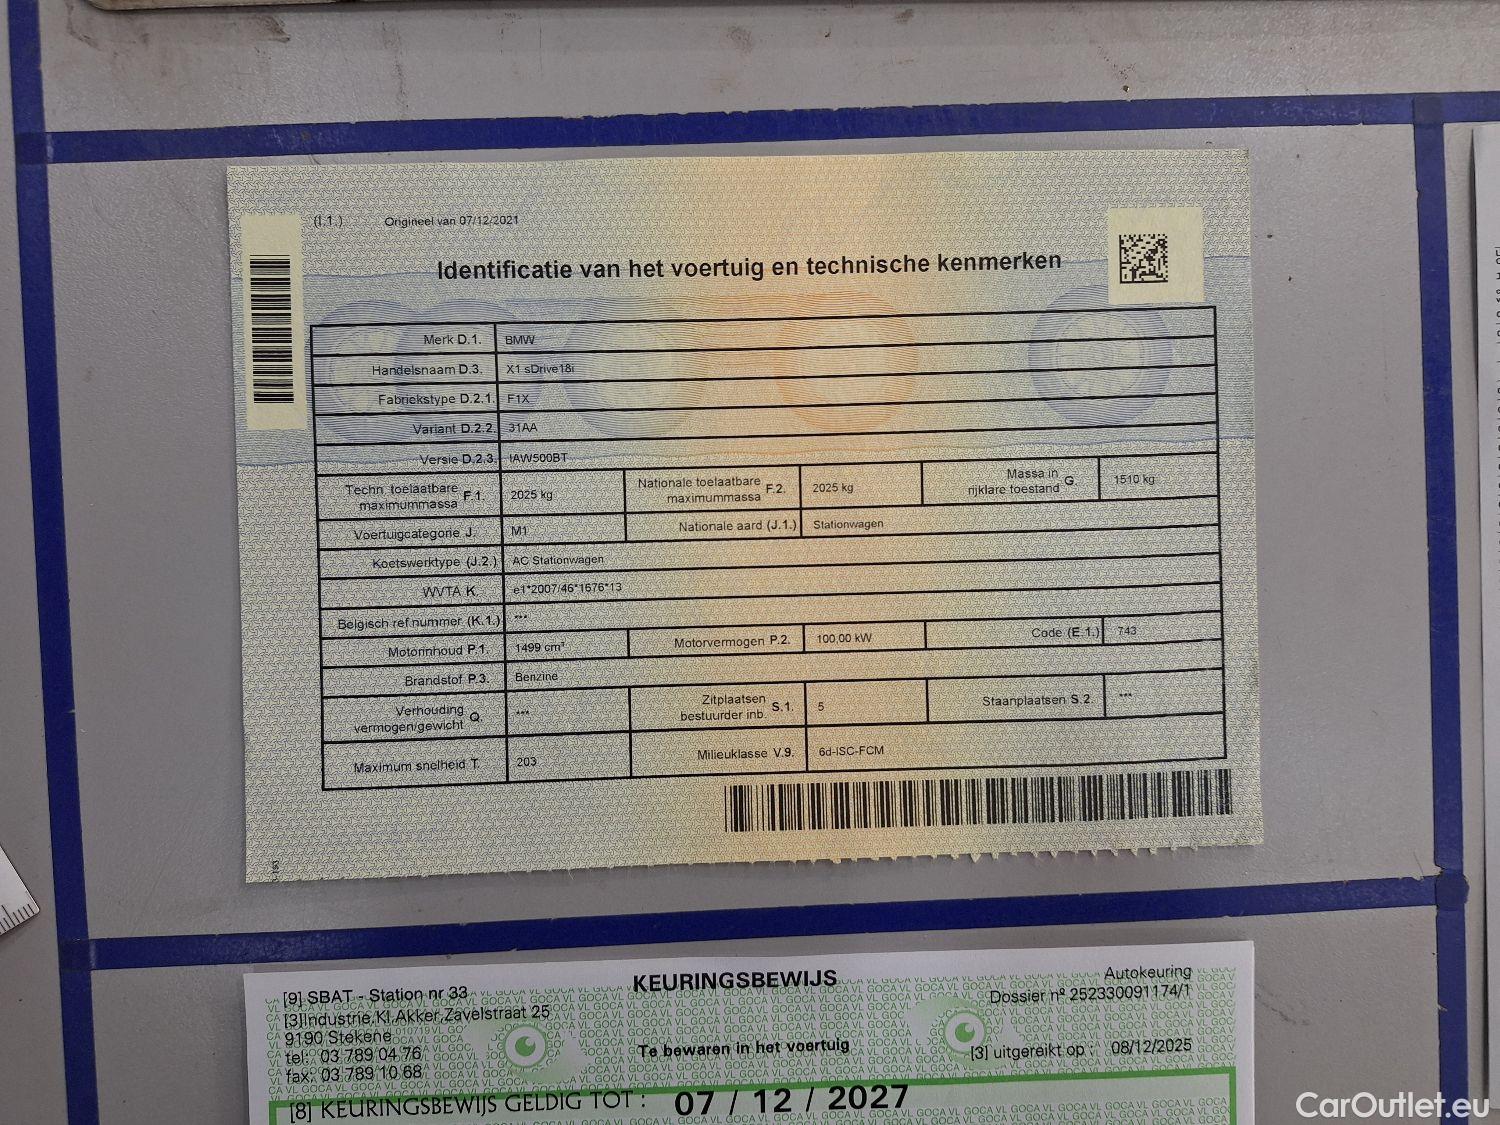 (I.1.) Origineel van 07/12/2021
Identificatie van het voertuig en technische kenmerken
Merk D.1. BMW
Handelsnaam D.3. X1 sDrive18i
Fabriekstype D.2.1. F1X
Variant D.2.2. 31AA
Versie D.2.3. IAW500BT
Techn. toelaatbare maximummassa F.1. 2025 kg Nationale toelaatbare maximummassa F.2. 2025 kg Massa in rijklare toestand G. 1510 kg
Voertuigcategorie J. M1 Nationale aard (J.1.) Stationwagen
Koetswerktype (J.2.) AC Stationwagen
WVTA K. e1*2007/46*1676*13
Belgisch ref.nummer (K.1.) ***
Motorinhoud P.1. 1499 cm³ Motorvermogen P.2. 100,00 kW Code (E.1.) 743
Brandstof P.3. Benzine
Verhouding vermogen/gewicht Q. *** Zitplaatsen bestuurder inb. S.1. 5 Staanplaatsen S.2. ***
Maximum snelheid T. 203 Milieuklasse V.9. 6d-ISC-FCM
KEURINGSBEWIJS
Autokeuring
[9] SBAT - Station nr 33
Dossier nº 252330091174/1
[3] Industrie.Kl.Akker,Zavelstraat 25
9190 Stekene
Te bewaren in het voertuig
[3] uitgereikt op : 08/12/2025
tel: 03 789 04 76
fax: 03 789 10 68
[8] KEURINGSBEWIJS GELDIG TOT : 07 / 12 / 2027
CarOutlet.eu